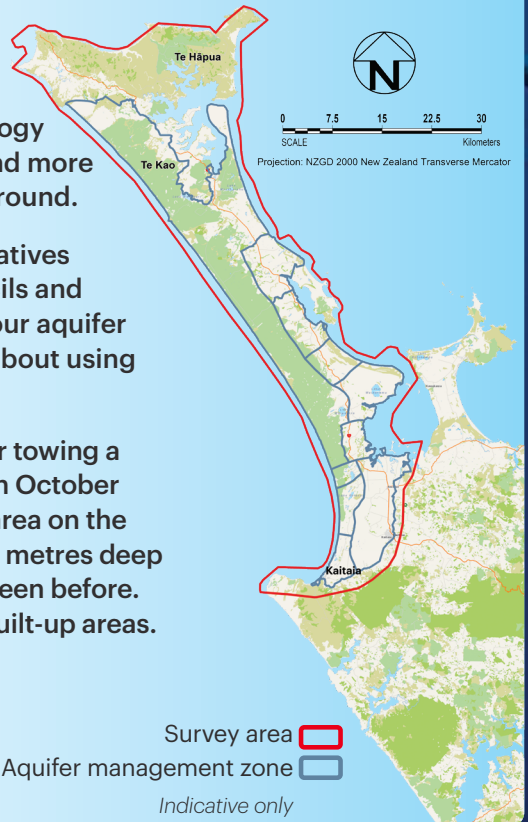 Te Hāpua
N
0 7.5 15 22.5 30
SCALE Kilometers
Projection: NZGD 2000 New Zealand Transverse Mercator
Te Kao
ogy
nd more
round.
atives
ils and
our aquifer
bout using
r towing a
n October
area on the
metres deep
een before.
uilt-up areas.
Kaitaia
Survey area
Aquifer management zone
Indicative only